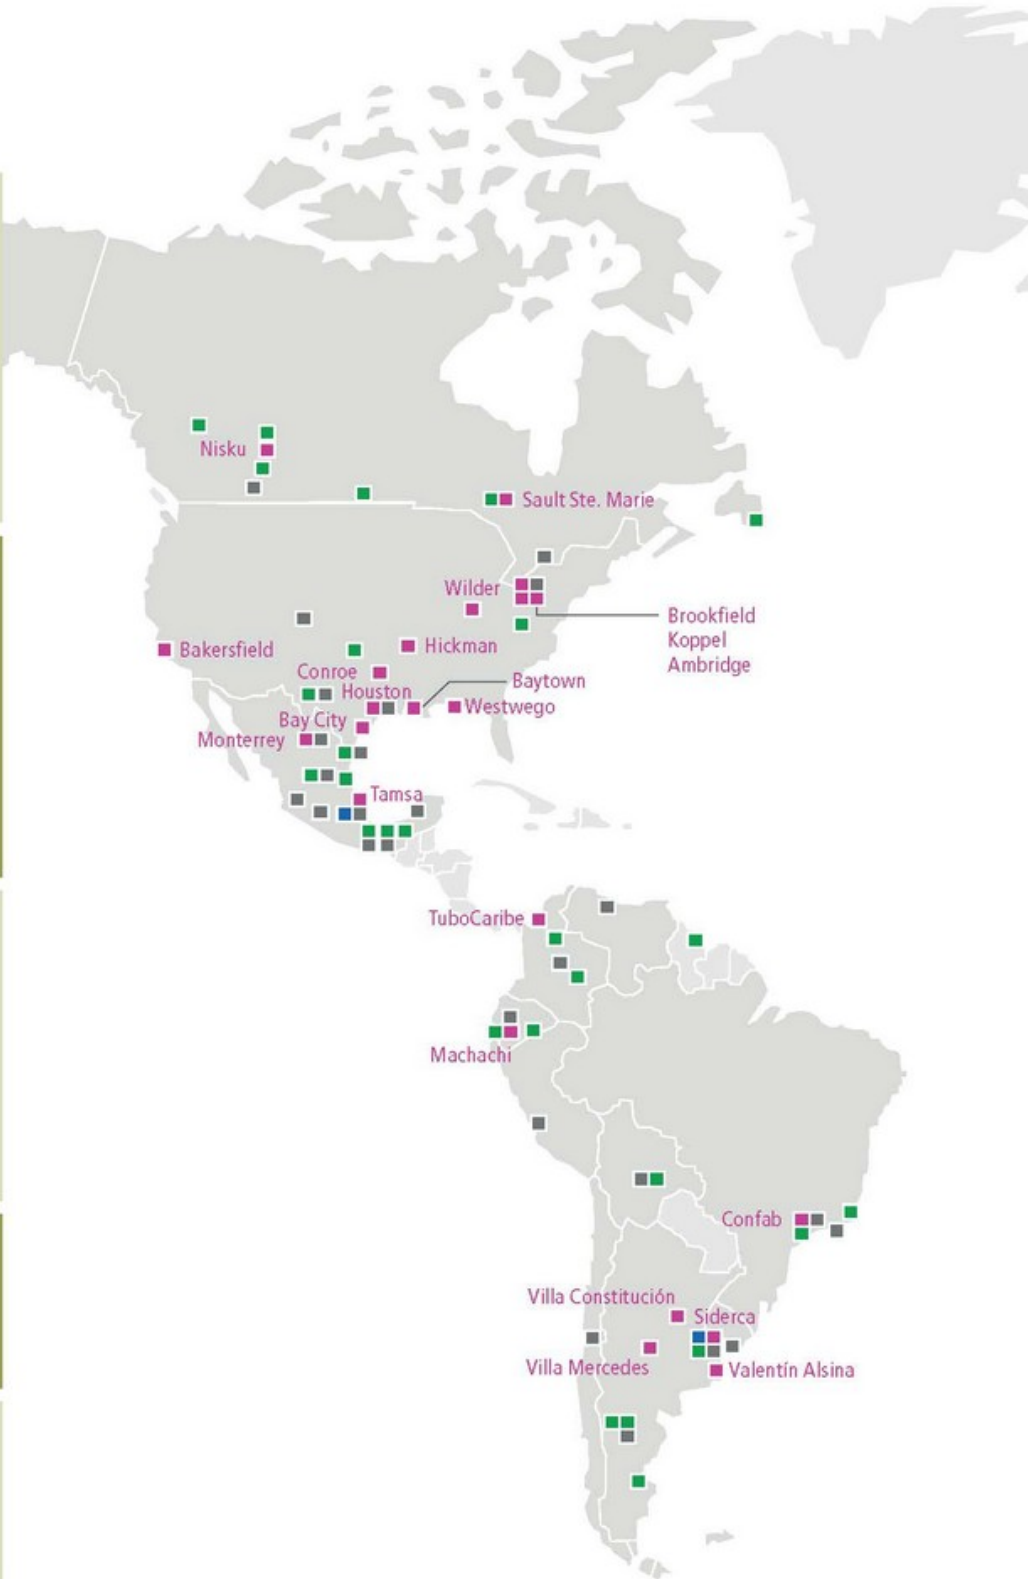 Nisku
Sault Ste. Marie
Wilder
Brookfield
Koppel
Ambridge
Bakersfield
Hickman
Conroe
Baytown
Houston
Westwego
Bay City
Monterrey
Tamsa
TuboCaribe
Machachi
Confab
Villa Constitución
Siderca
Villa Mercedes
Valentín Alsina